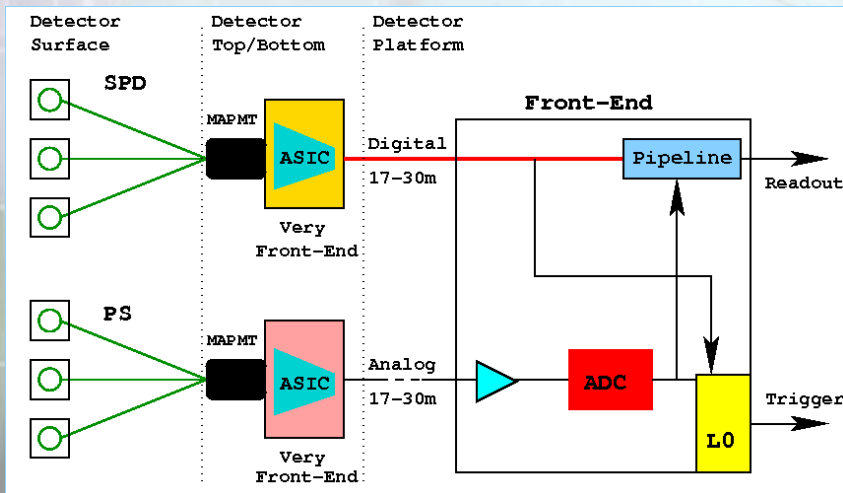 Detector
Surface
Detector
Top/Bottom
Detector
Platform
SPD
MAPMT
ASIC
Very
Front-End
Digital
17-30m
Front-End
Pipeline
Readout
PS
MAPMT
ASIC
Very
Front-End
Analog
17-30m
ADC
L0
Trigger